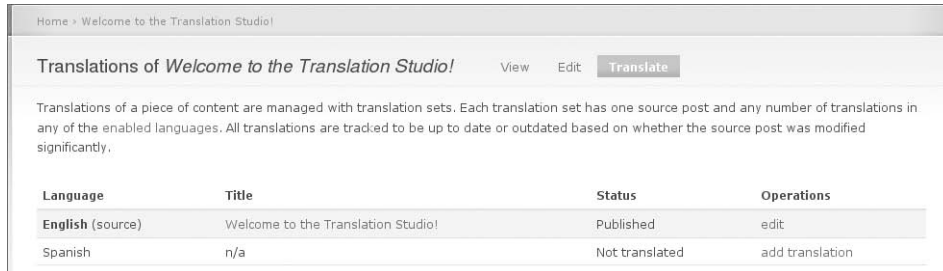 Home › Welcome to the Translation Studio!
Translations of Welcome to the Translation Studio! View Edit Translate
Translations of a piece of content are managed with translation sets. Each translation set has one source post and any number of translations in
any of the enabled languages. All translations are tracked to be up to date or outdated based on whether the source post was modified
significantly.
Language Title Status Operations
English (source) Welcome to the Translation Studio! Published edit
Spanish n/a Not translated add translation